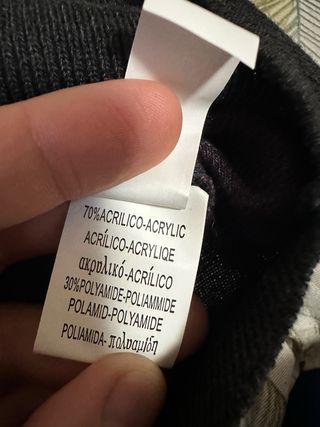 70%ACRILICO-ACRYLIC
ACRÍLICO-ACRYLIQE
ακρυλικό-ACRÍLICO
30%POLYAMIDE-POLIAMMIDE
POLAMID-POLYAMIDE
POLIAMIDA- πολυαμίδη